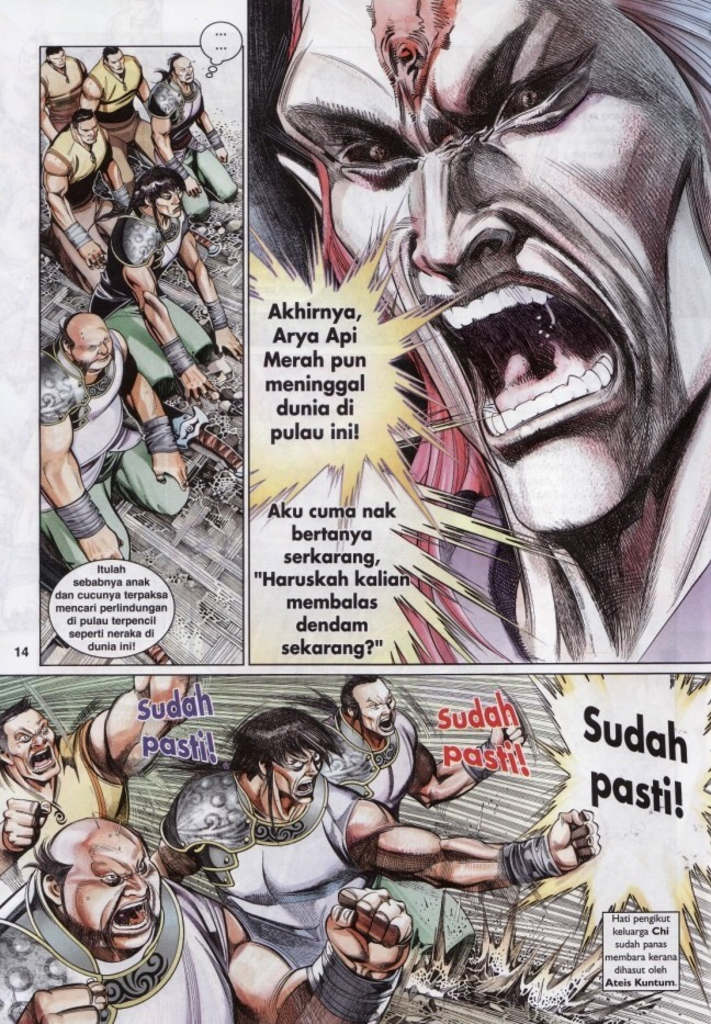 ... 
...
Itulah
sebabnya anak
dan cucunya terpaksa
mencari perlindungan
di pulau terpencil
seperti neraka di
dunia ini!
Akhirnya,
Arya Api
Merah pun
meninggal
dunia di
pulau ini!
Aku cuma nak
bertanya
serkarang,
"Haruskah kalian
membalas
dendam
sekarang?"
14
Sudah
pasti!
Sudah
pasti!
Sudah
pasti!
Hati pengikut
keluarga Chi
sudah panas
membara kerana
dihasut oleh
Ateis Kuntum.